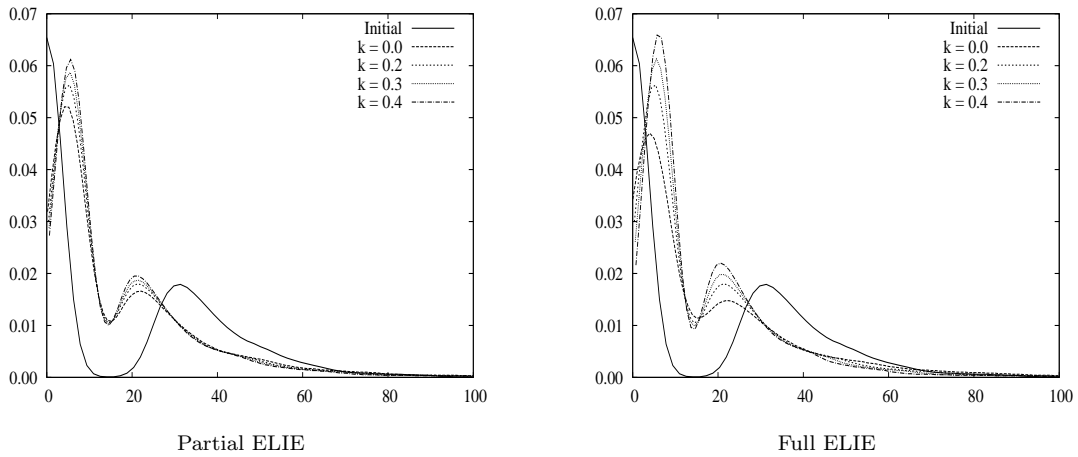 0.07
0.06
0.05
0.04
0.03
0.02
0.01
0.00
0
20
40
60
80
100
Initial
k = 0.0
k = 0.2
k = 0.3
k = 0.4
Partial ELIE
0.07
0.06
0.05
0.04
0.03
0.02
0.01
0.00
0
20
40
60
80
100
Initial
k = 0.0
k = 0.2
k = 0.3
k = 0.4
Full ELIE